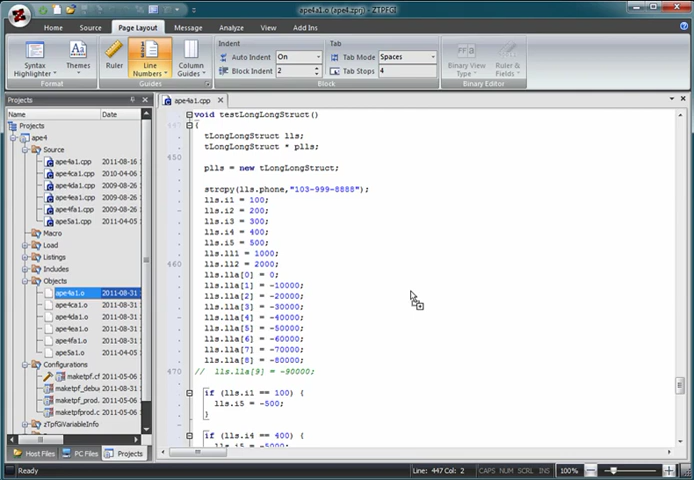 ape4a1.o (ape4.zprj) - ZTPFGI
Home Source Page Layout Message Analyze View Add Ins
Syntax Highlighter Themes
Format
Ruler Line Numbers Column Guides
Guides
Indent
Auto Indent On
Block Indent 2
Tab
Tab Mode Spaces
Tab Stops 4
Block
Binary View Type Ruler & Fields
Binary Editor
Projects
Name Date
Projects
ape4
Source
ape4a1.cpp 2011-08-16
ape4ca1.cpp 2010-04-06
ape4da1.cpp 2011-08-31
ape4ea1.cpp 2009-08-26
ape4fa1.cpp 2009-08-26
ape5a1.cpp 2011-04-05
Macro
Load
Listings
Includes
Objects
ape4a1.o 2011-08-31
ape4ca1.o 2011-08-31
ape4da1.o 2011-08-31
ape4ea1.o 2011-08-31
ape4fa1.o 2011-08-31
ape5a1.o 2011-04-05
Configurations
maketpf.cf 2011-05-06
maketpf_debu 2011-08-31
maketpf_prod. 2011-05-06
maketpfprod.c 2011-05-06
zTpfGiVariableInfo
Host Files PC Files Projects
ape4a1.cpp
void testLongLongStruct()
{
tLongLongStruct lls;
tLongLongStruct * plls;
450
plls = new tLongLongStruct;
strcpy(lls.phone,"103-999-8888");
lls.i1 = 100;
lls.i2 = 200;
lls.i3 = 300;
lls.i4 = 400;
lls.i5 = 500;
lls.ll1 = 1000;
460 lls.ll2 = 2000;
lls.lla[0] = 0;
lls.lla[1] = -10000;
lls.lla[2] = -20000;
lls.lla[3] = -30000;
lls.lla[4] = -40000;
lls.lla[5] = -50000;
lls.lla[6] = -60000;
lls.lla[7] = -70000;
lls.lla[8] = -80000;
470 // lls.lla[9] = -90000;
if (lls.i1 == 100) {
lls.i5 = -500;
}
if (lls.i4 == 400) {
lls.i5 = -5000;
Ready Line: 447 Col: 2 CAPS NUM SCRL INS 100%